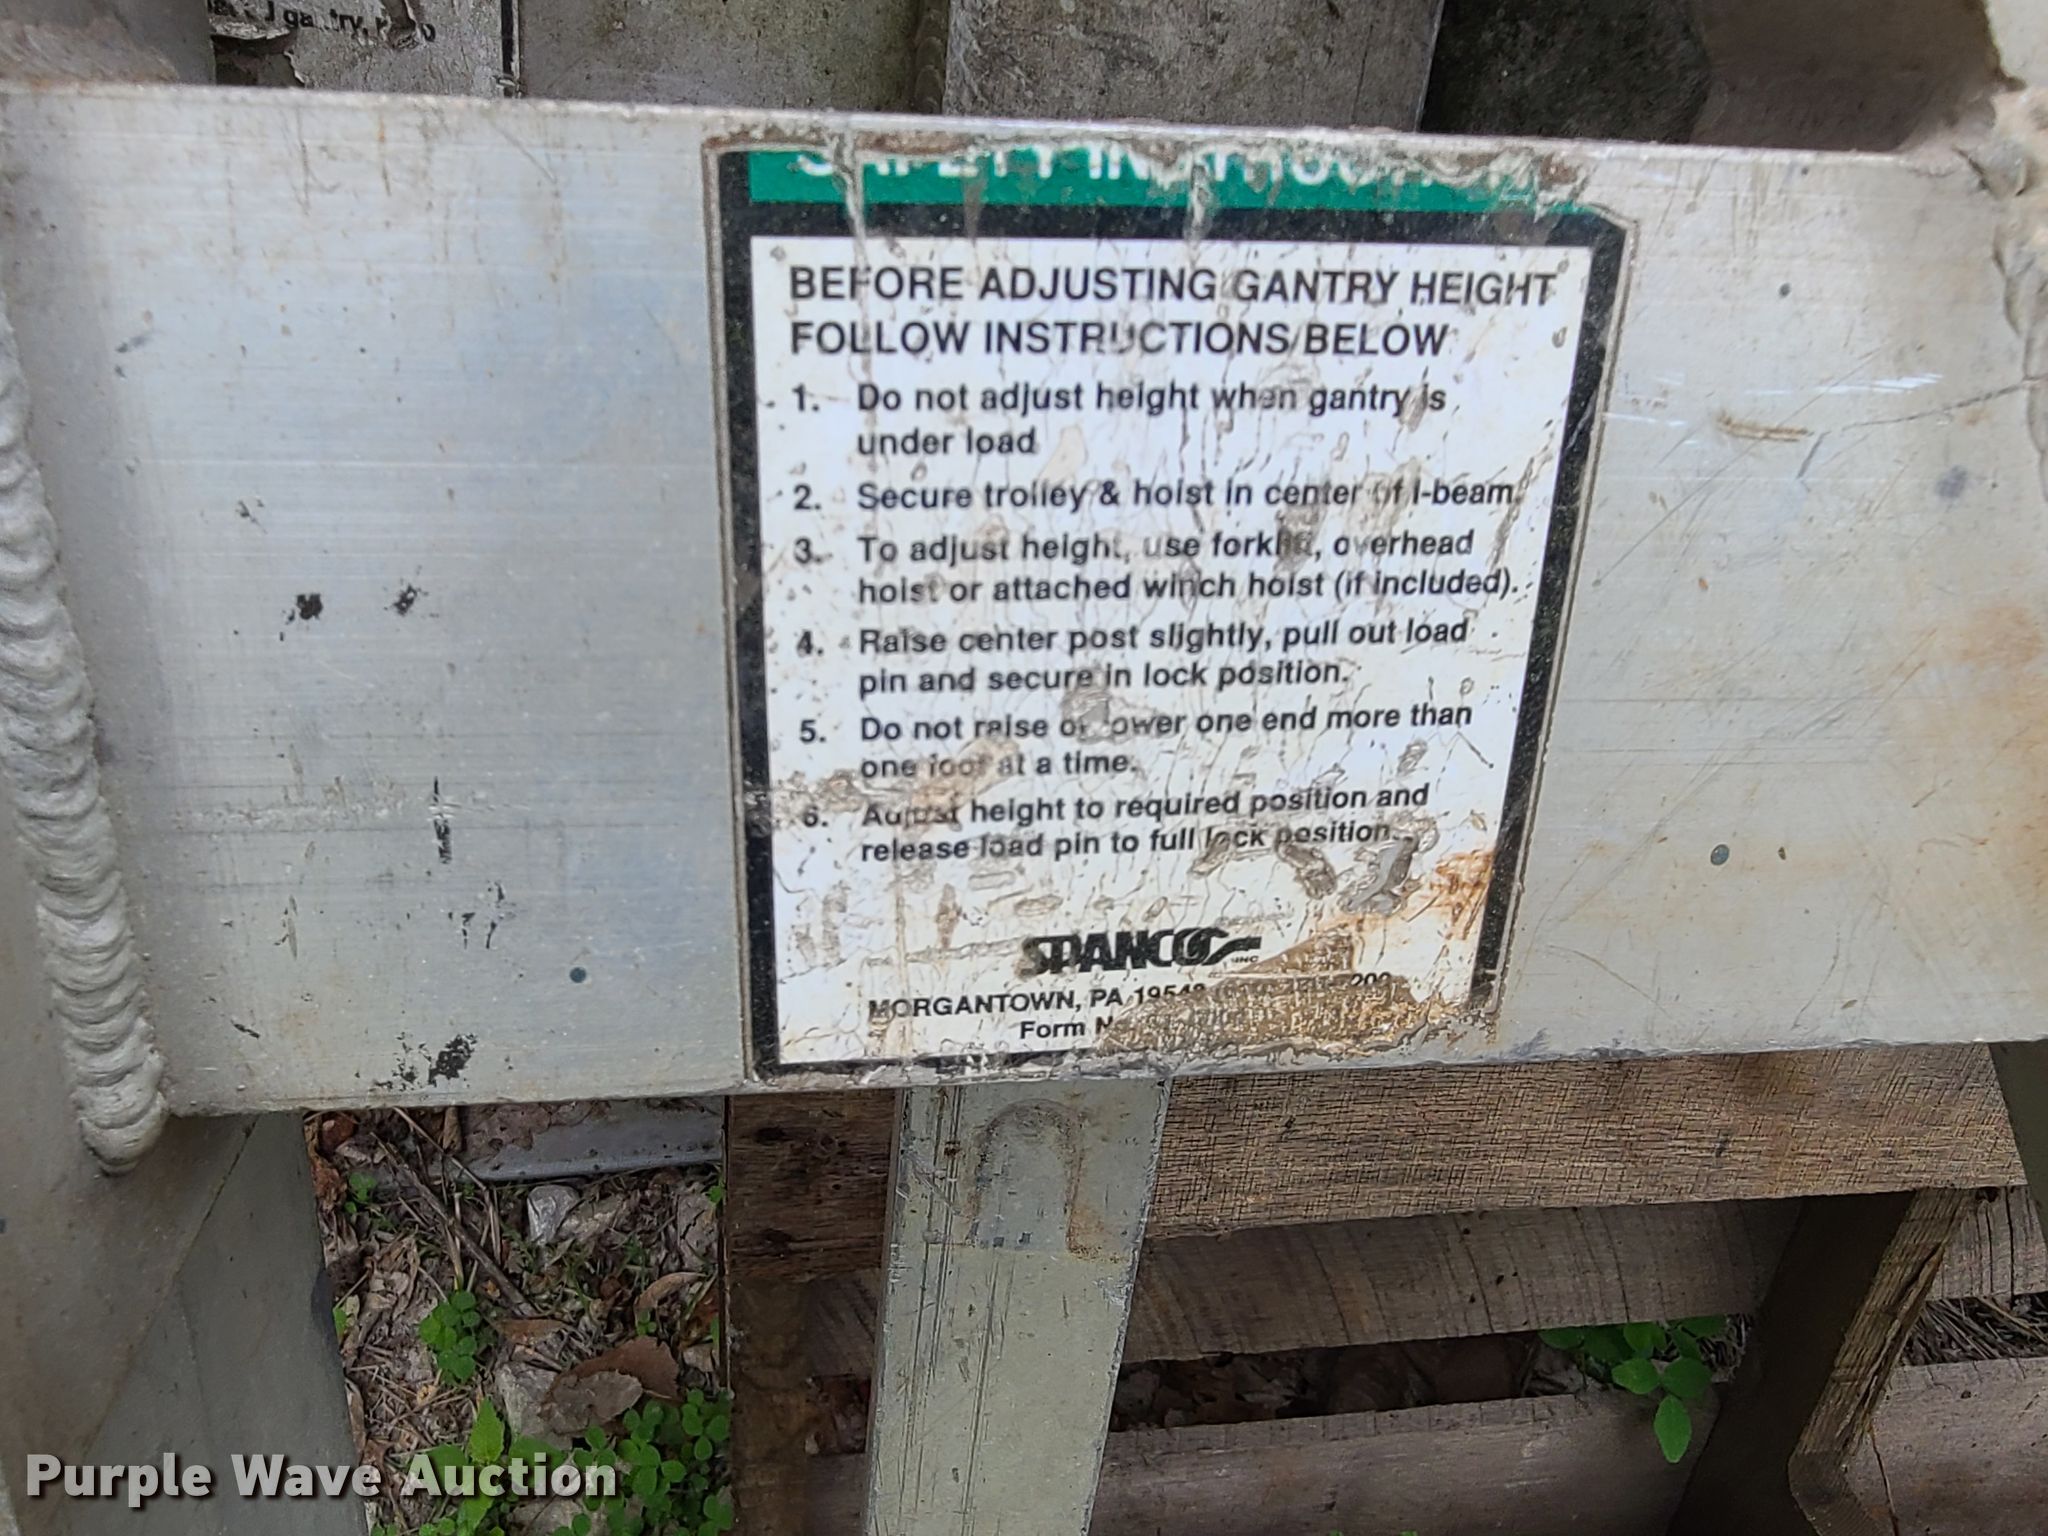 gantry,
SAFETY INSTRUCTIONS
BEFORE ADJUSTING GANTRY HEIGHT
FOLLOW INSTRUCTIONS BELOW
1. Do not adjust height when gantry is
under load
2. Secure trolley & hoist in center of I-beam.
3. To adjust height, use forklift, overhead
hoist or attached winch hoist (if included).
4. Raise center post slightly, pull out load
pin and secure in lock position.
5. Do not raise or lower one end more than
one foot at a time.
6. Adjust height to required position and
release load pin to full lock position.
SPANCO INC
MORGANTOWN, PA
Form
Purple Wave Auction